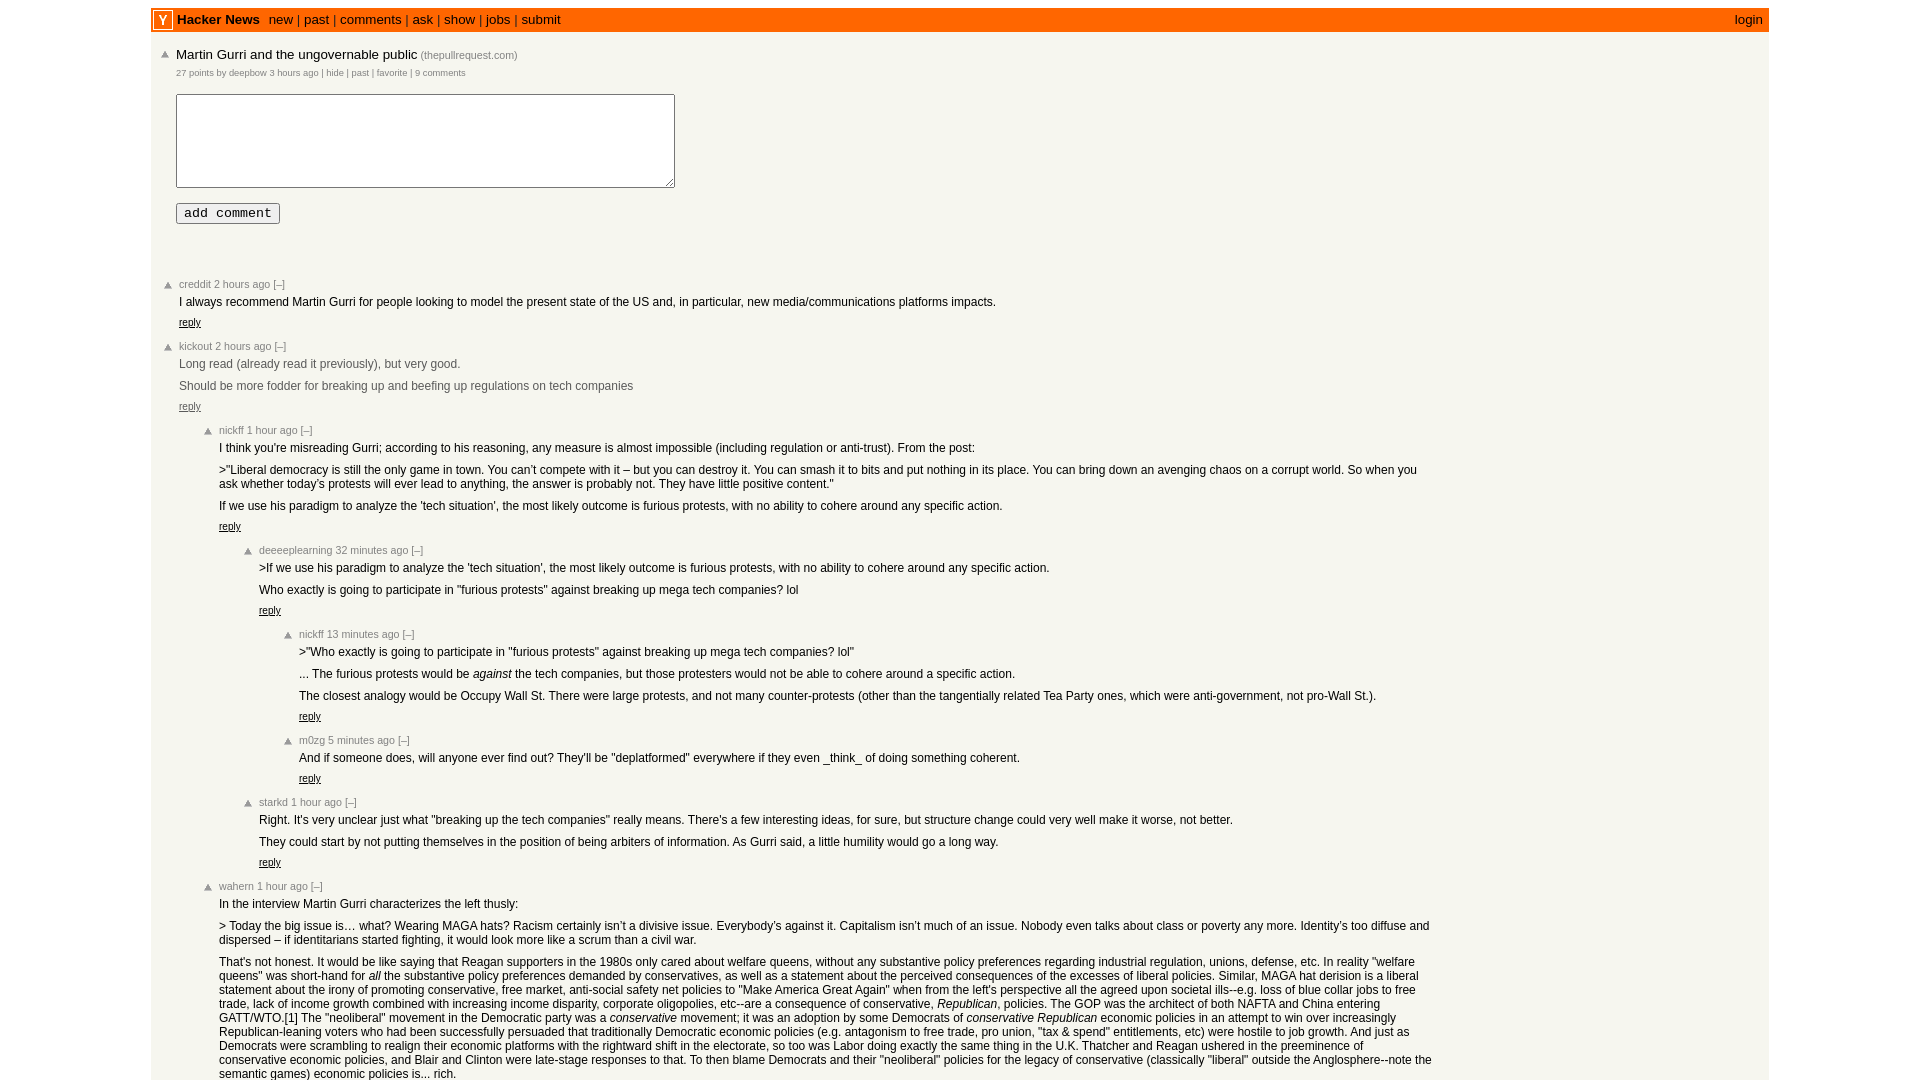 Y Hacker News new | past | comments | ask | show | jobs | submit login
Martin Gurri and the ungovernable public (thepullrequest.com)
27 points by deepbow 3 hours ago | hide | past | favorite | 9 comments
add comment
creddit 2 hours ago [–]
I always recommend Martin Gurri for people looking to model the present state of the US and, in particular, new media/communications platforms impacts.
reply
kickout 2 hours ago [–]
Long read (already read it previously), but very good.
Should be more fodder for breaking up and beefing up regulations on tech companies
reply
nickff 1 hour ago [–]
I think you're misreading Gurri; according to his reasoning, any measure is almost impossible (including regulation or anti-trust). From the post:
>"Liberal democracy is still the only game in town. You can’t compete with it – but you can destroy it. You can smash it to bits and put nothing in its place. You can bring down an avenging chaos on a corrupt world. So when you
ask whether today’s protests will ever lead to anything, the answer is probably not. They have little positive content."
If we use his paradigm to analyze the 'tech situation', the most likely outcome is furious protests, with no ability to cohere around any specific action.
reply
deeeeplearning 32 minutes ago [–]
>If we use his paradigm to analyze the 'tech situation', the most likely outcome is furious protests, with no ability to cohere around any specific action.
Who exactly is going to participate in "furious protests" against breaking up mega tech companies? lol
reply
nickff 13 minutes ago [–]
>"Who exactly is going to participate in "furious protests" against breaking up mega tech companies? lol"
... The furious protests would be against the tech companies, but those protesters would not be able to cohere around a specific action.
The closest analogy would be Occupy Wall St. There were large protests, and not many counter-protests (other than the tangentially related Tea Party ones, which were anti-government, not pro-Wall St.).
reply
m0zg 5 minutes ago [–]
And if someone does, will anyone ever find out? They'll be "deplatformed" everywhere if they even _think_ of doing something coherent.
reply
starkd 1 hour ago [–]
Right. It's very unclear just what "breaking up the tech companies" really means. There's a few interesting ideas, for sure, but structure change could very well make it worse, not better.
They could start by not putting themselves in the position of being arbiters of information. As Gurri said, a little humility would go a long way.
reply
wahern 1 hour ago [–]
In the interview Martin Gurri characterizes the left thusly:
> Today the big issue is… what? Wearing MAGA hats? Racism certainly isn’t a divisive issue. Everybody’s against it. Capitalism isn’t much of an issue. Nobody even talks about class or poverty any more. Identity’s too diffuse and
dispersed – if identitarians started fighting, it would look more like a scrum than a civil war.
That's not honest. It would be like saying that Reagan supporters in the 1980s only cared about welfare queens, without any substantive policy preferences regarding industrial regulation, unions, defense, etc. In reality "welfare
queens" was short-hand for all the substantive policy preferences demanded by conservatives, as well as a statement about the perceived consequences of the excesses of liberal policies. Similar, MAGA hat derision is a liberal
statement about the irony of promoting conservative, free market, anti-social safety net policies to "Make America Great Again" when from the left's perspective all the agreed upon societal ills--e.g. loss of blue collar jobs to free
trade, lack of income growth combined with increasing income disparity, corporate oligopolies, etc--are a consequence of conservative, Republican, policies. The GOP was the architect of both NAFTA and China entering
GATT/WTO.[1] The "neoliberal" movement in the Democratic party was a conservative movement; it was an adoption by some Democrats of conservative Republican economic policies in an attempt to win over increasingly
Republican-leaning voters who had been successfully persuaded that traditionally Democratic economic policies (e.g. antagonism to free trade, pro union, "tax & spend" entitlements, etc) were hostile to job growth. And just as
Democrats were scrambling to realign their economic platforms with the rightward shift in the electorate, so too was Labor doing exactly the same thing in the U.K. Thatcher and Reagan ushered in the preeminence of
conservative economic policies, and Blair and Clinton were late-stage responses to that. To then blame Democrats and their "neoliberal" policies for the legacy of conservative (classically "liberal" outside the Anglosphere--note the
semantic games) economic policies is... rich.